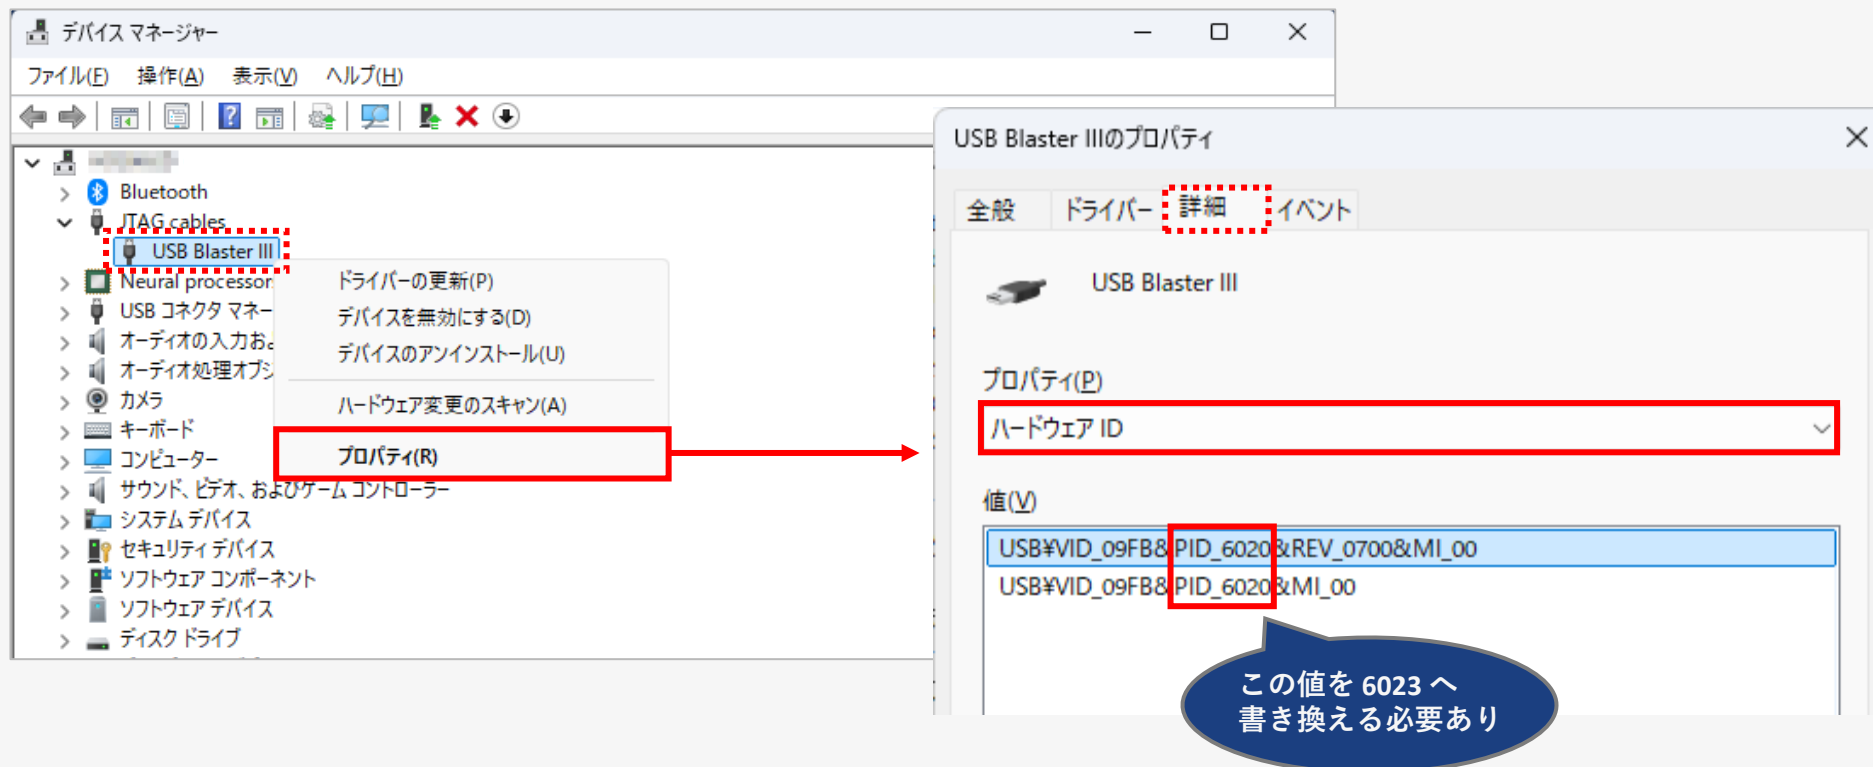 デバイス マネージャー
ファイル(F) 操作(A) 表示(V) ヘルプ(H)
Bluetooth
JTAG cables
USB Blaster III
Neural processor
USB コネクタ マネー
オーディオの入力およ
オーディオ処理オブジ
カメラ
キーボード
コンピューター
サウンド、ビデオ、およびゲーム コントローラー
システム デバイス
セキュリティ デバイス
ソフトウェア コンポーネント
ソフトウェア デバイス
ディスク ドライブ
ドライバーの更新(P)
デバイスを無効にする(D)
デバイスのアンインストール(U)
ハードウェア変更のスキャン(A)
プロパティ(R)
USB Blaster IIIのプロパティ
全般 ドライバー 詳細 イベント
USB Blaster III
プロパティ(P)
ハードウェア ID
値(V)
USB¥VID_09FB&PID_6020&REV_0700&MI_00
USB¥VID_09FB&PID_6020&MI_00
この値を 6023 へ
書き換える必要あり